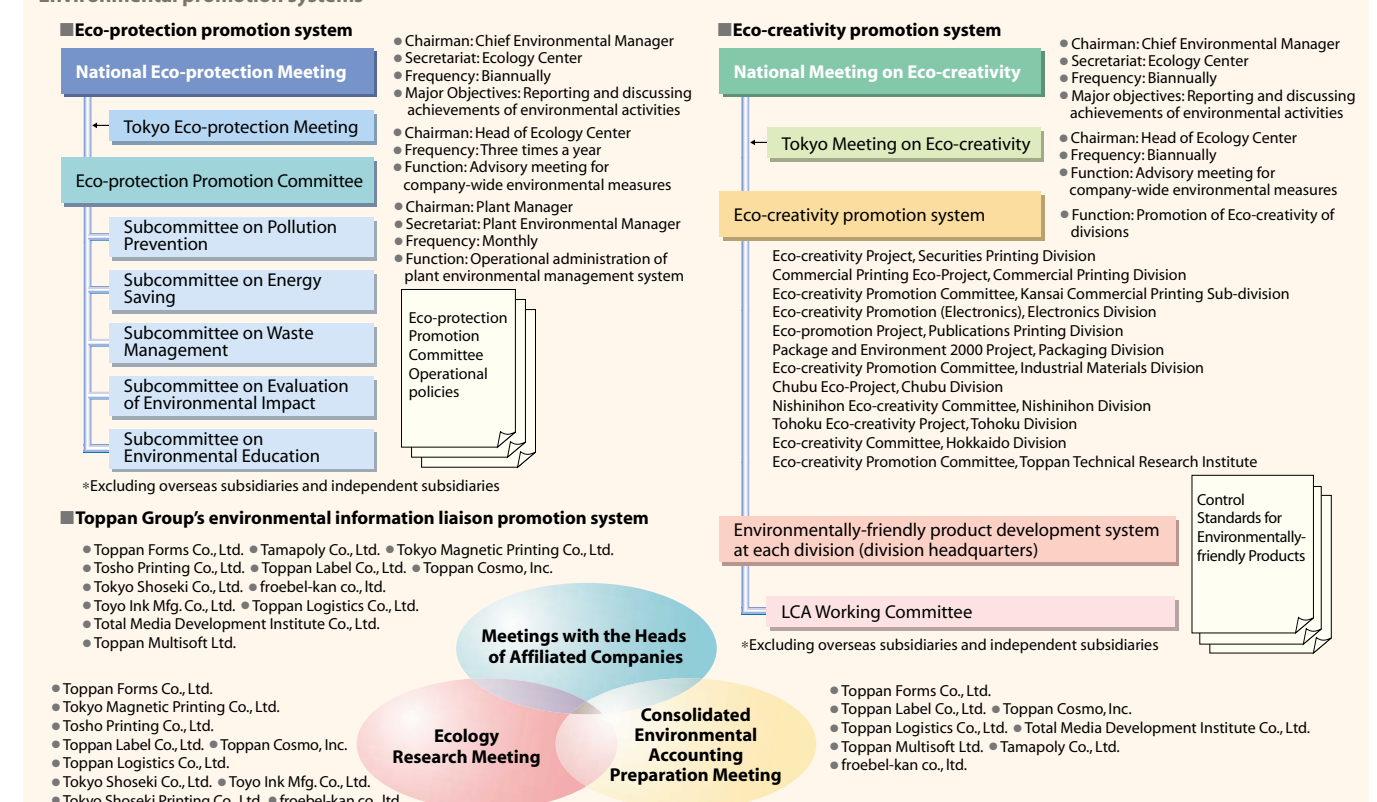 Environmental promotion systems
■Eco-protection promotion system
National Eco-protection Meeting
● Chairman: Chief Environmental Manager
● Secretariat: Ecology Center
● Frequency: Biannually
● Major Objectives: Reporting and discussing
achievements of environmental activities
Tokyo Eco-protection Meeting
● Chairman: Head of Ecology Center
● Frequency: Three times a year
● Function: Advisory meeting for
company-wide environmental measures
Eco-protection Promotion Committee
● Chairman: Plant Manager
● Secretariat: Plant Environmental Manager
● Frequency: Monthly
● Function: Operational administration of
plant environmental management system
Subcommittee on Pollution
Prevention
Subcommittee on Energy
Saving
Subcommittee on Waste
Management
Subcommittee on Evaluation
of Environmental Impact
Subcommittee on
Environmental Education
Eco-protection
Promotion
Committee
Operational
policies
*Excluding overseas subsidiaries and independent subsidiaries
■Eco-creativity promotion system
National Meeting on Eco-creativity
● Chairman: Chief Environmental Manager
● Secretariat: Ecology Center
● Frequency: Biannually
● Major objectives: Reporting and discussing
achievements of environmental activities
Tokyo Meeting on Eco-creativity
● Chairman: Head of Ecology Center
● Frequency: Biannually
● Function: Advisory meeting for
company-wide environmental measures
Eco-creativity promotion system
● Function: Promotion of Eco-creativity of
divisions
Eco-creativity Project, Securities Printing Division
Commercial Printing Eco-Project, Commercial Printing Division
Eco-creativity Promotion Committee, Kansai Commercial Printing Sub-division
Eco-creativity Promotion (Electronics), Electronics Division
Eco-promotion Project, Publications Printing Division
Package and Environment 2000 Project, Packaging Division
Eco-creativity Promotion Committee, Industrial Materials Division
Chubu Eco-Project, Chubu Division
Nishinihon Eco-creativity Committee, Nishinihon Division
Tohoku Eco-creativity Project, Tohoku Division
Eco-creativity Committee, Hokkaido Division
Eco-creativity Promotion Committee, Toppan Technical Research Institute
Environmentally-friendly product development system
at each division (division headquarters)
LCA Working Committee
Control
Standards for
Environmentally-
friendly Products
*Excluding overseas subsidiaries and independent subsidiaries
■Toppan Group's environmental information liaison promotion system
● Toppan Forms Co., Ltd. ● Tamapoly Co., Ltd. ● Tokyo Magnetic Printing Co., Ltd.
● Tosho Printing Co., Ltd. ● Toppan Label Co., Ltd. ● Toppan Cosmo, Inc.
● Tokyo Shoseki Co., Ltd. ● froebel-kan co., ltd.
● Toyo Ink Mfg. Co., Ltd. ● Toppan Logistics Co., Ltd.
● Total Media Development Institute Co., Ltd.
● Toppan Multisoft Ltd.
Meetings with the Heads
of Affiliated Companies
● Toppan Forms Co., Ltd.
● Tokyo Magnetic Printing Co., Ltd.
● Tosho Printing Co., Ltd.
● Toppan Label Co., Ltd. ● Toppan Cosmo, Inc.
● Toppan Logistics Co., Ltd.
● Tokyo Shoseki Co., Ltd. ● Toyo Ink Mfg. Co., Ltd.
● Tokyo Shoseki Printing Co., Ltd. ● froebel-kan co., ltd.
Ecology
Research Meeting
Consolidated
Environmental
Accounting
Preparation Meeting
● Toppan Forms Co., Ltd.
● Toppan Label Co., Ltd. ● Toppan Cosmo, Inc.
● Toppan Logistics Co., Ltd. ● Total Media Development Institute Co., Ltd.
● Toppan Multisoft Ltd. ● Tamapoly Co., Ltd.
● froebel-kan co., ltd.